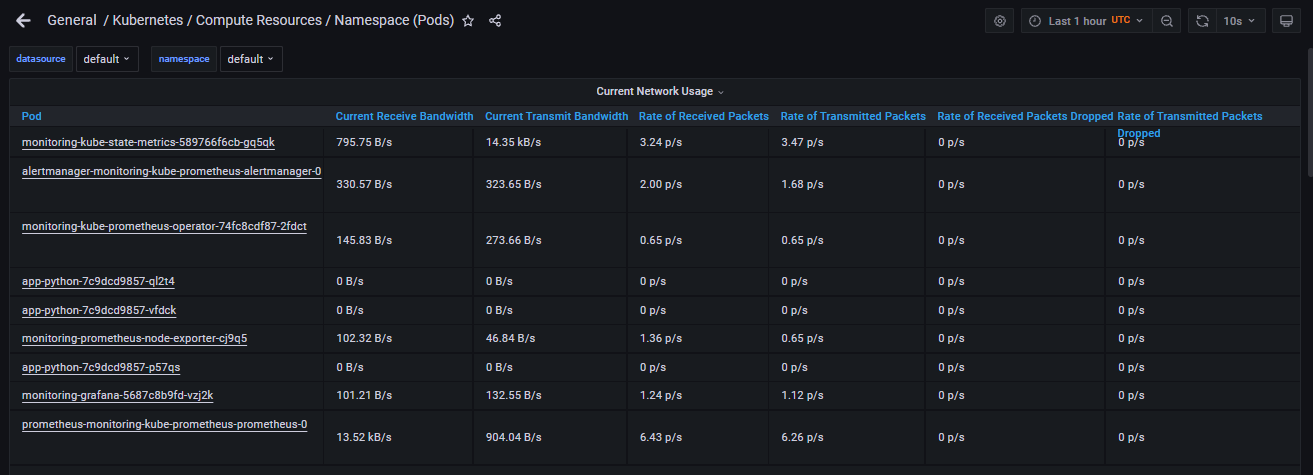 General / Kubernetes / Compute Resources / Namespace (Pods)
Last 1 hour UTC
10s
datasource default namespace default
Current Network Usage
Pod Current Receive Bandwidth Current Transmit Bandwidth Rate of Received Packets Rate of Transmitted Packets Rate of Received Packets Dropped Rate of Transmitted Packets Dropped
monitoring-kube-state-metrics-589766f6cb-gq5qk 795.75 B/s 14.35 kB/s 3.24 p/s 3.47 p/s 0 p/s 0 p/s
alertmanager-monitoring-kube-prometheus-alertmanager-0 330.57 B/s 323.65 B/s 2.00 p/s 1.68 p/s 0 p/s 0 p/s
monitoring-kube-prometheus-operator-74fc8cdf87-2fdct 145.83 B/s 273.66 B/s 0.65 p/s 0.65 p/s 0 p/s 0 p/s
app-python-7c9dcd9857-ql2t4 0 B/s 0 B/s 0 p/s 0 p/s 0 p/s 0 p/s
app-python-7c9dcd9857-vfdck 0 B/s 0 B/s 0 p/s 0 p/s 0 p/s 0 p/s
monitoring-prometheus-node-exporter-cj9q5 102.32 B/s 46.84 B/s 1.36 p/s 0.65 p/s 0 p/s 0 p/s
app-python-7c9dcd9857-p57qs 0 B/s 0 B/s 0 p/s 0 p/s 0 p/s 0 p/s
monitoring-grafana-5687c8b9fd-vzj2k 101.21 B/s 132.55 B/s 1.24 p/s 1.12 p/s 0 p/s 0 p/s
prometheus-monitoring-kube-prometheus-prometheus-0 13.52 kB/s 904.04 B/s 6.43 p/s 6.26 p/s 0 p/s 0 p/s